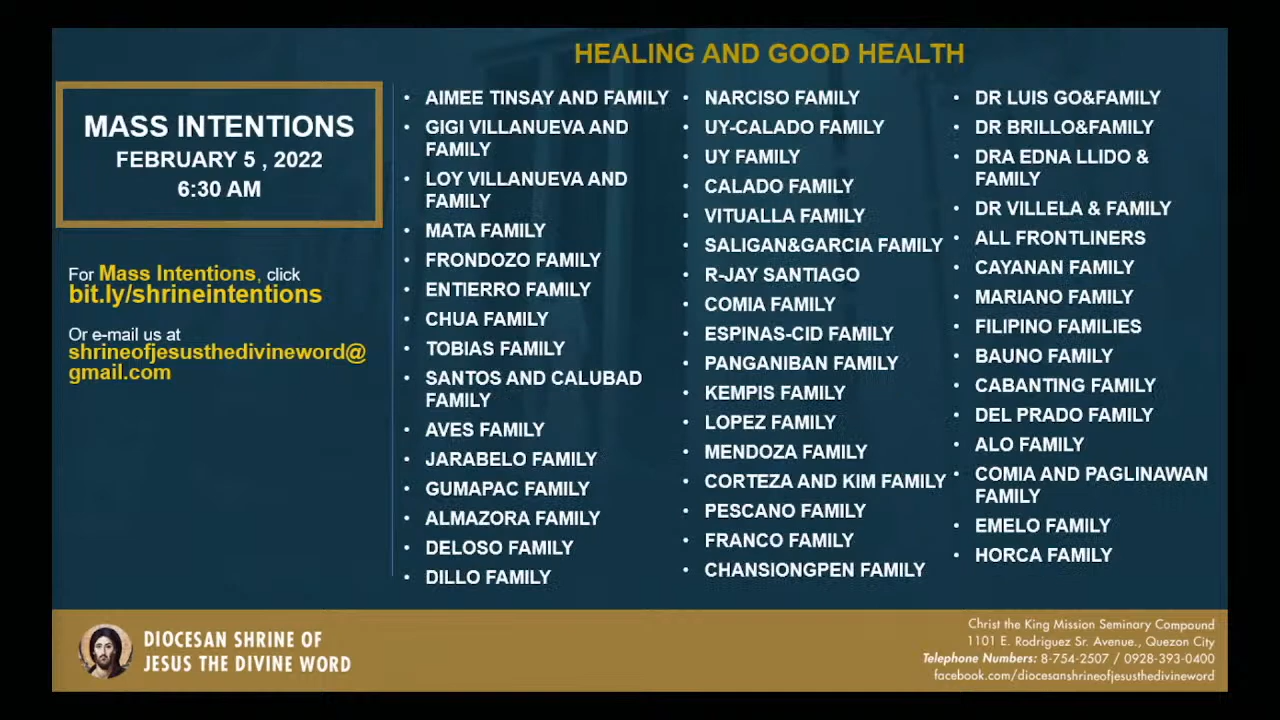 HEALING AND GOOD HEALTH
MASS INTENTIONS
FEBRUARY 5 , 2022
6:30 AM
For Mass Intentions, click
bit.ly/shrineintentions
Or e-mail us at
shrineofjesusthedivineword@
gmail.com
• AIMEE TINSAY AND FAMILY
• GIGI VILLANUEVA AND
FAMILY
• LOY VILLANUEVA AND
FAMILY
• MATA FAMILY
• FRONDOZO FAMILY
• ENTIERRO FAMILY
• CHUA FAMILY
• TOBIAS FAMILY
• SANTOS AND CALUBAD
FAMILY
• AVES FAMILY
• JARABELO FAMILY
• GUMAPAC FAMILY
• ALMAZORA FAMILY
• DELOSO FAMILY
• DILLO FAMILY
• NARCISO FAMILY
• UY-CALADO FAMILY
• UY FAMILY
• CALADO FAMILY
• VITUALLA FAMILY
• SALIGAN&GARCIA FAMILY
• R-JAY SANTIAGO
• COMIA FAMILY
• ESPINAS-CID FAMILY
• PANGANIBAN FAMILY
• KEMPIS FAMILY
• LOPEZ FAMILY
• MENDOZA FAMILY
• CORTEZA AND KIM FAMILY
• PESCANO FAMILY
• FRANCO FAMILY
• CHANSIONGPEN FAMILY
• DR LUIS GO&FAMILY
• DR BRILLO&FAMILY
• DRA EDNA LLIDO &
FAMILY
• DR VILLELA & FAMILY
• ALL FRONTLINERS
• CAYANAN FAMILY
• MARIANO FAMILY
• FILIPINO FAMILIES
• BAUNO FAMILY
• CABANTING FAMILY
• DEL PRADO FAMILY
• ALO FAMILY
• COMIA AND PAGLINAWAN
FAMILY
• EMELO FAMILY
• HORCA FAMILY
DIOCESAN SHRINE OF
JESUS THE DIVINE WORD
Christ the King Mission Seminary Compound
1101 E. Rodriguez Sr. Avenue., Quezon City
Telephone Numbers: 8-754-2507 / 0928-393-0400
facebook.com/diocesanshrineofjesusthedivineword